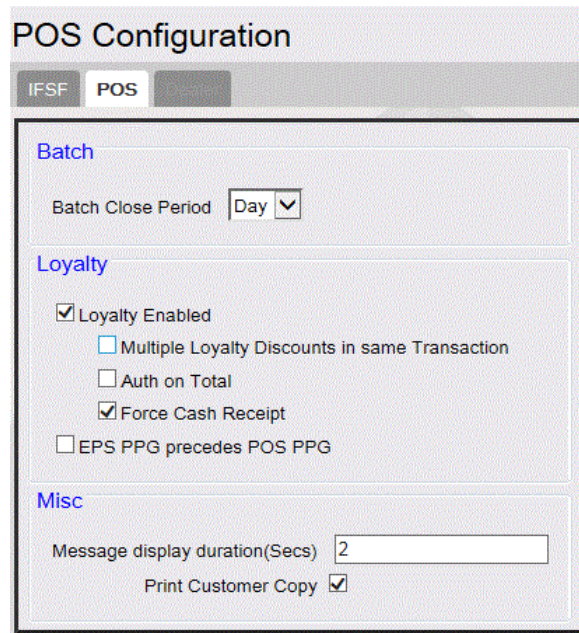 POS Configuration
IFSF POS Dealer
Batch
Batch Close Period Day
Loyalty
Loyalty Enabled
Multiple Loyalty Discounts in same Transaction
Auth on Total
Force Cash Receipt
EPS PPG precedes POS PPG
Misc
Message display duration(Secs) 2
Print Customer Copy